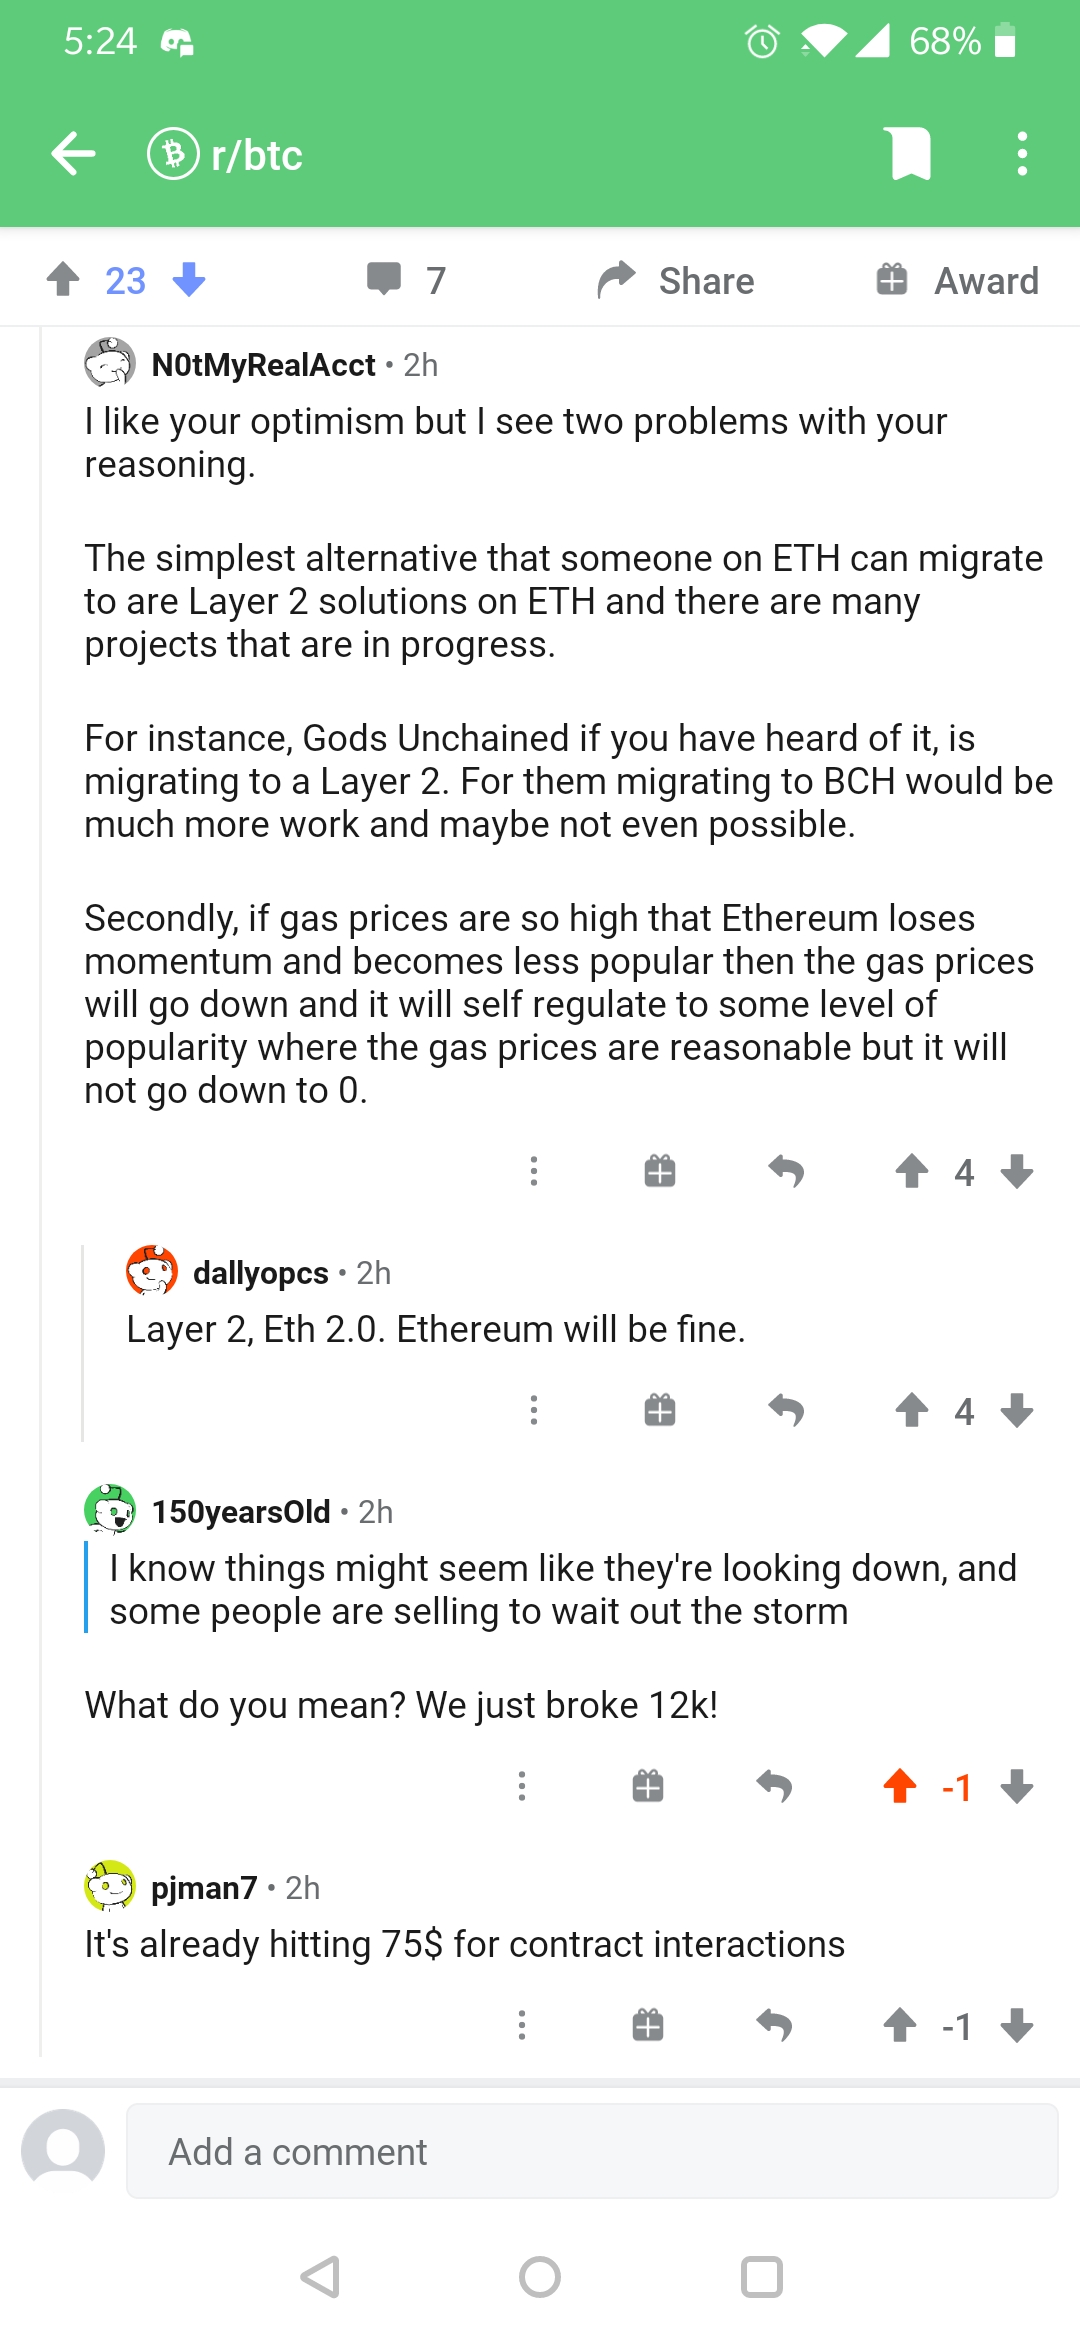 5:24 68%
r/btc
23 7 Share Award
N0tMyRealAcct • 2h
I like your optimism but I see two problems with your
reasoning.
The simplest alternative that someone on ETH can migrate
to are Layer 2 solutions on ETH and there are many
projects that are in progress.
For instance, Gods Unchained if you have heard of it, is
migrating to a Layer 2. For them migrating to BCH would be
much more work and maybe not even possible.
Secondly, if gas prices are so high that Ethereum loses
momentum and becomes less popular then the gas prices
will go down and it will self regulate to some level of
popularity where the gas prices are reasonable but it will
not go down to 0.
4
dallyopcs • 2h
Layer 2, Eth 2.0. Ethereum will be fine.
4
150yearsOld • 2h
I know things might seem like they're looking down, and
some people are selling to wait out the storm
What do you mean? We just broke 12k!
-1
pjman7 • 2h
It's already hitting 75$ for contract interactions
-1
Add a comment